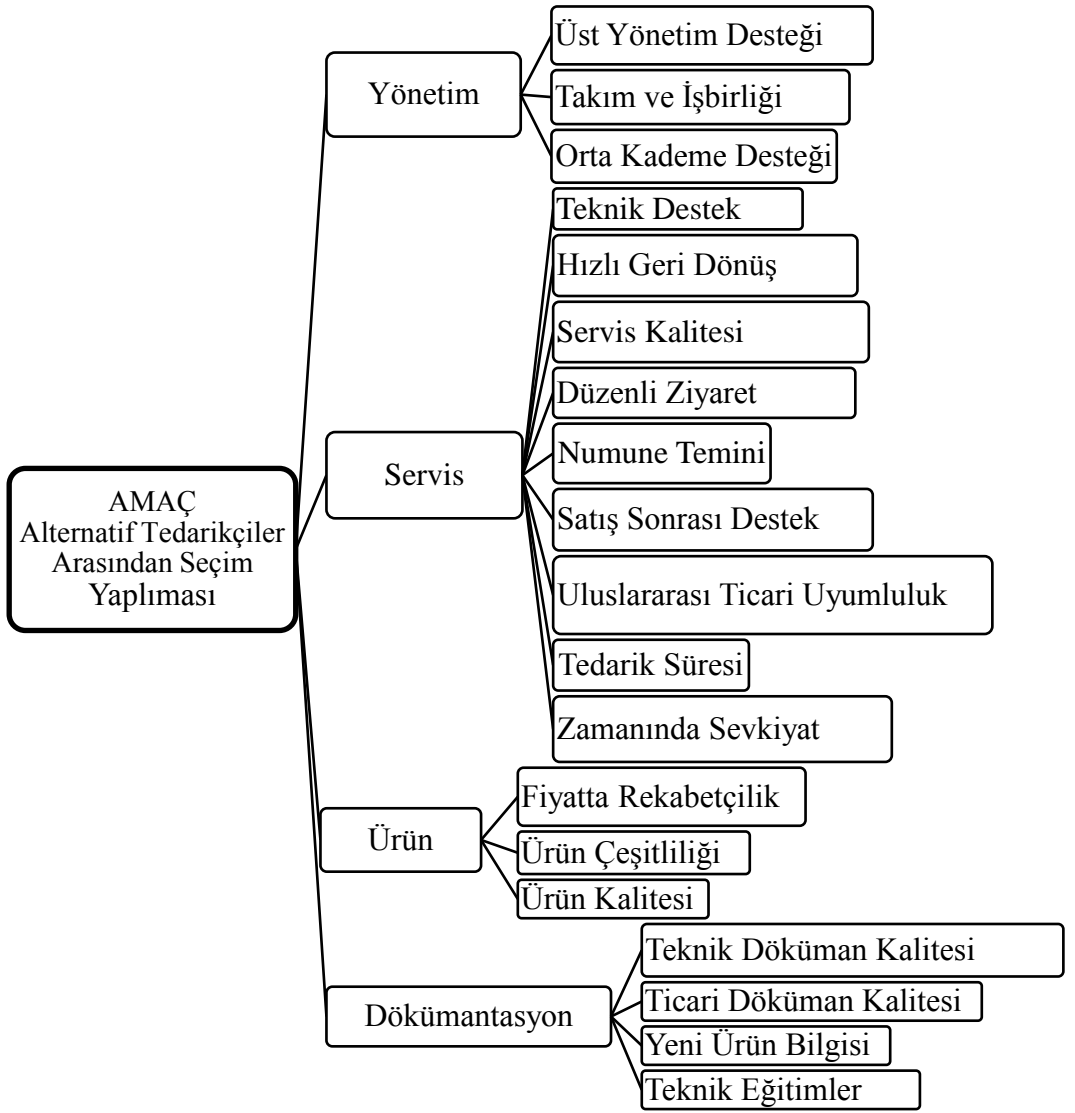 AMAÇ
Alternatif Tedarikçiler
Arasından Seçim
Yaplıması
Yönetim
Üst Yönetim Desteği
Takım ve İşbirliği
Orta Kademe Desteği
Servis
Teknik Destek
Hızlı Geri Dönüş
Servis Kalitesi
Düzenli Ziyaret
Numune Temini
Satış Sonrası Destek
Uluslararası Ticari Uyumluluk
Tedarik Süresi
Zamanında Sevkiyat
Ürün
Fiyatta Rekabetçilik
Ürün Çeşitliliği
Ürün Kalitesi
Dökümantasyon
Teknik Döküman Kalitesi
Ticari Döküman Kalitesi
Yeni Ürün Bilgisi
Teknik Eğitimler